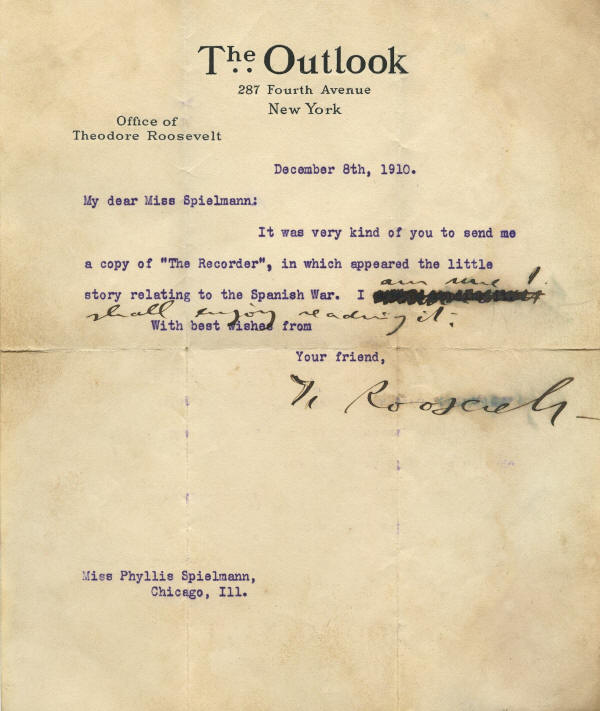 The Outlook
287 Fourth Avenue
New York
Office of
Theodore Roosevelt
December 8th, 1910.
My dear Miss Spielmann:
It was very kind of you to send me
a copy of "The Recorder", in which appeared the little
am sure I
story relating to the Spanish War. I
shall enjoy reading it.
With best wishes from
Your friend,
T. Roosevelt
Miss Phyllis Spielmann,
Chicago, Ill.